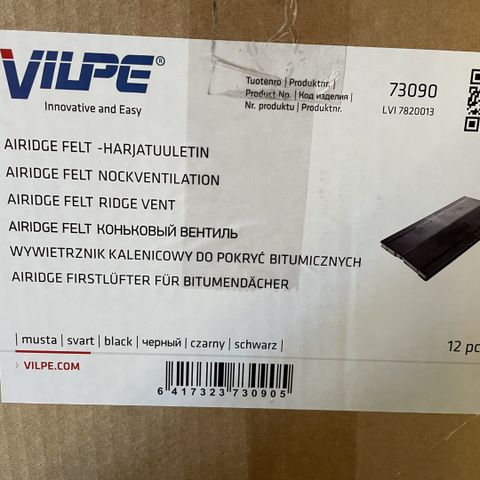 VILPE®
Innovative and Easy
Tuotenro | Produktnr.
Product No. | Код изделия
Nr. produktu | Produktnr.
73090
LVI 7820013
AIRIDGE FELT -HARJATUULETIN
AIRIDGE FELT NOCKVENTILATION
AIRIDGE FELT RIDGE VENT
AIRIDGE FELT КОНЬКОВЫЙ ВЕНТИЛЬ
WYWIETRZNIK KALENICOWY DO POKRYĆ BITUMICZNYCH
AIRIDGE FIRSTLÜFTER FÜR BITUMENDÄCHER
| musta | svart | black | черный | czarny | schwarz |
12 pc
› VILPE.COM
6 417323 730905